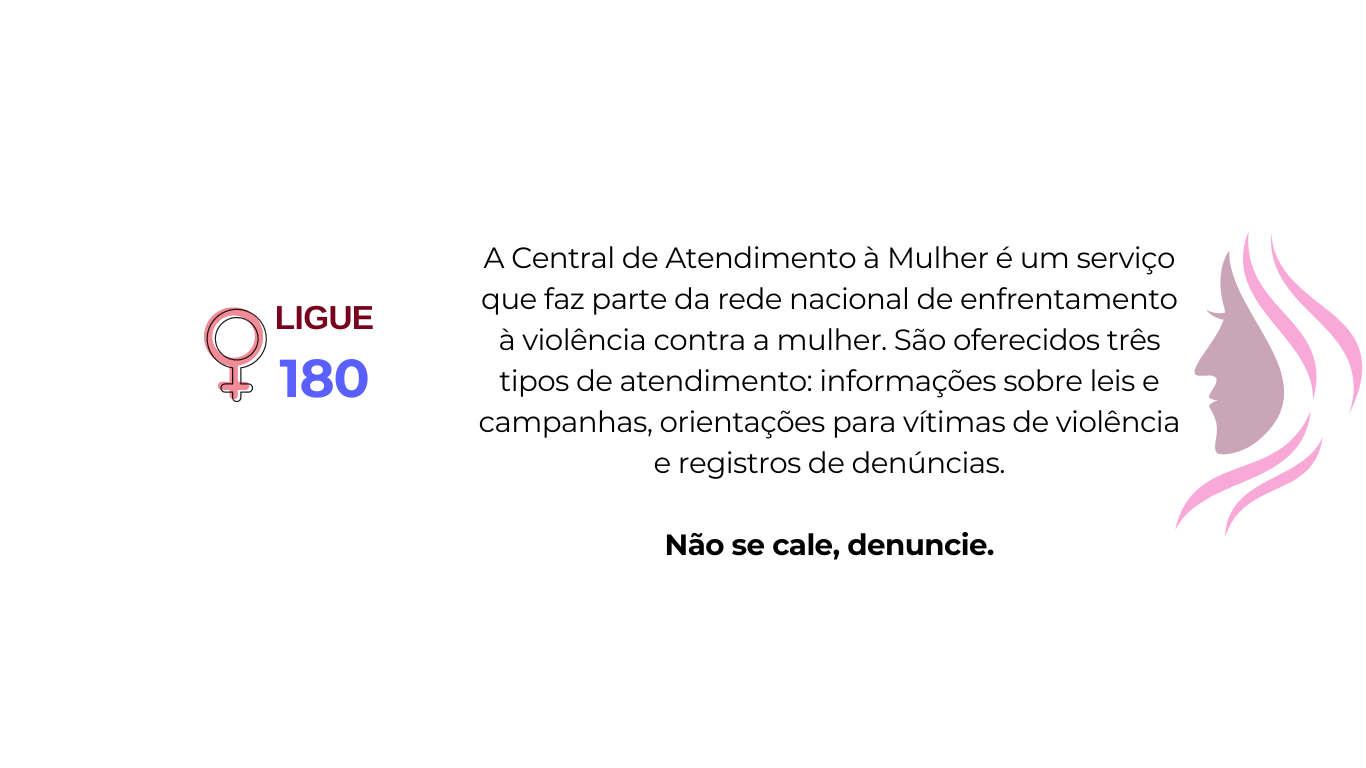 LIGUE
180
A Central de Atendimento à Mulher é um serviço
que faz parte da rede nacional de enfrentamento
à violência contra a mulher. São oferecidos três
tipos de atendimento: informações sobre leis e
campanhas, orientações para vítimas de violência
e registros de denúncias.
Não se cale, denuncie.